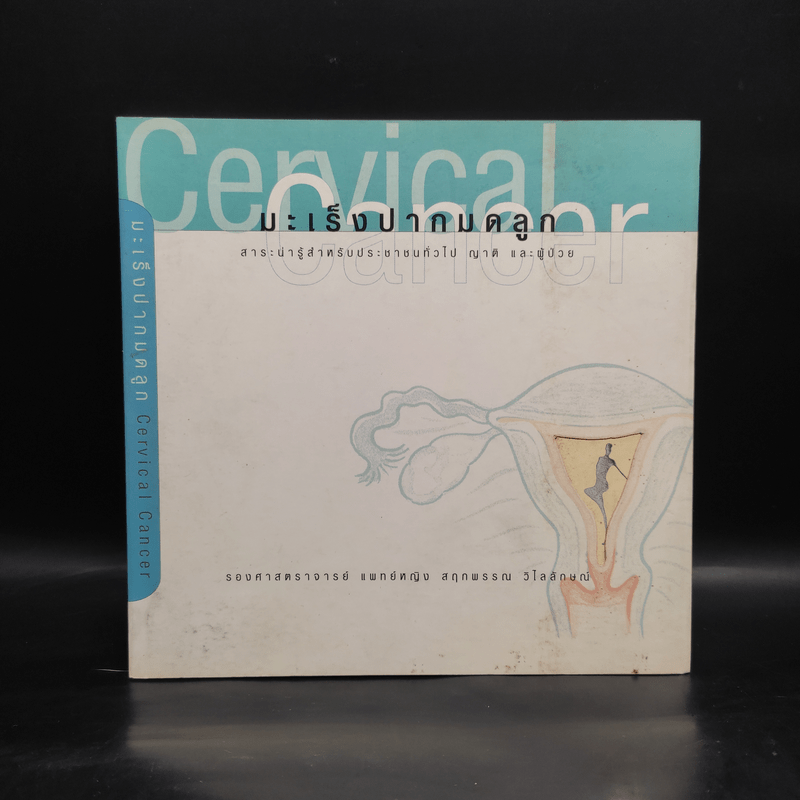 Cervical
Cancer
มะเร็งปากมดลูก
Cancer
สาระน่ารู้สำหรับประชาชนทั่วไป ญาติ และผู้ป่วย
มะเร็งปากมดลูก Cervical Cancer
รองศาสตราจารย์ แพทย์หญิง สฤกพรรณ วิไลลักษณ์